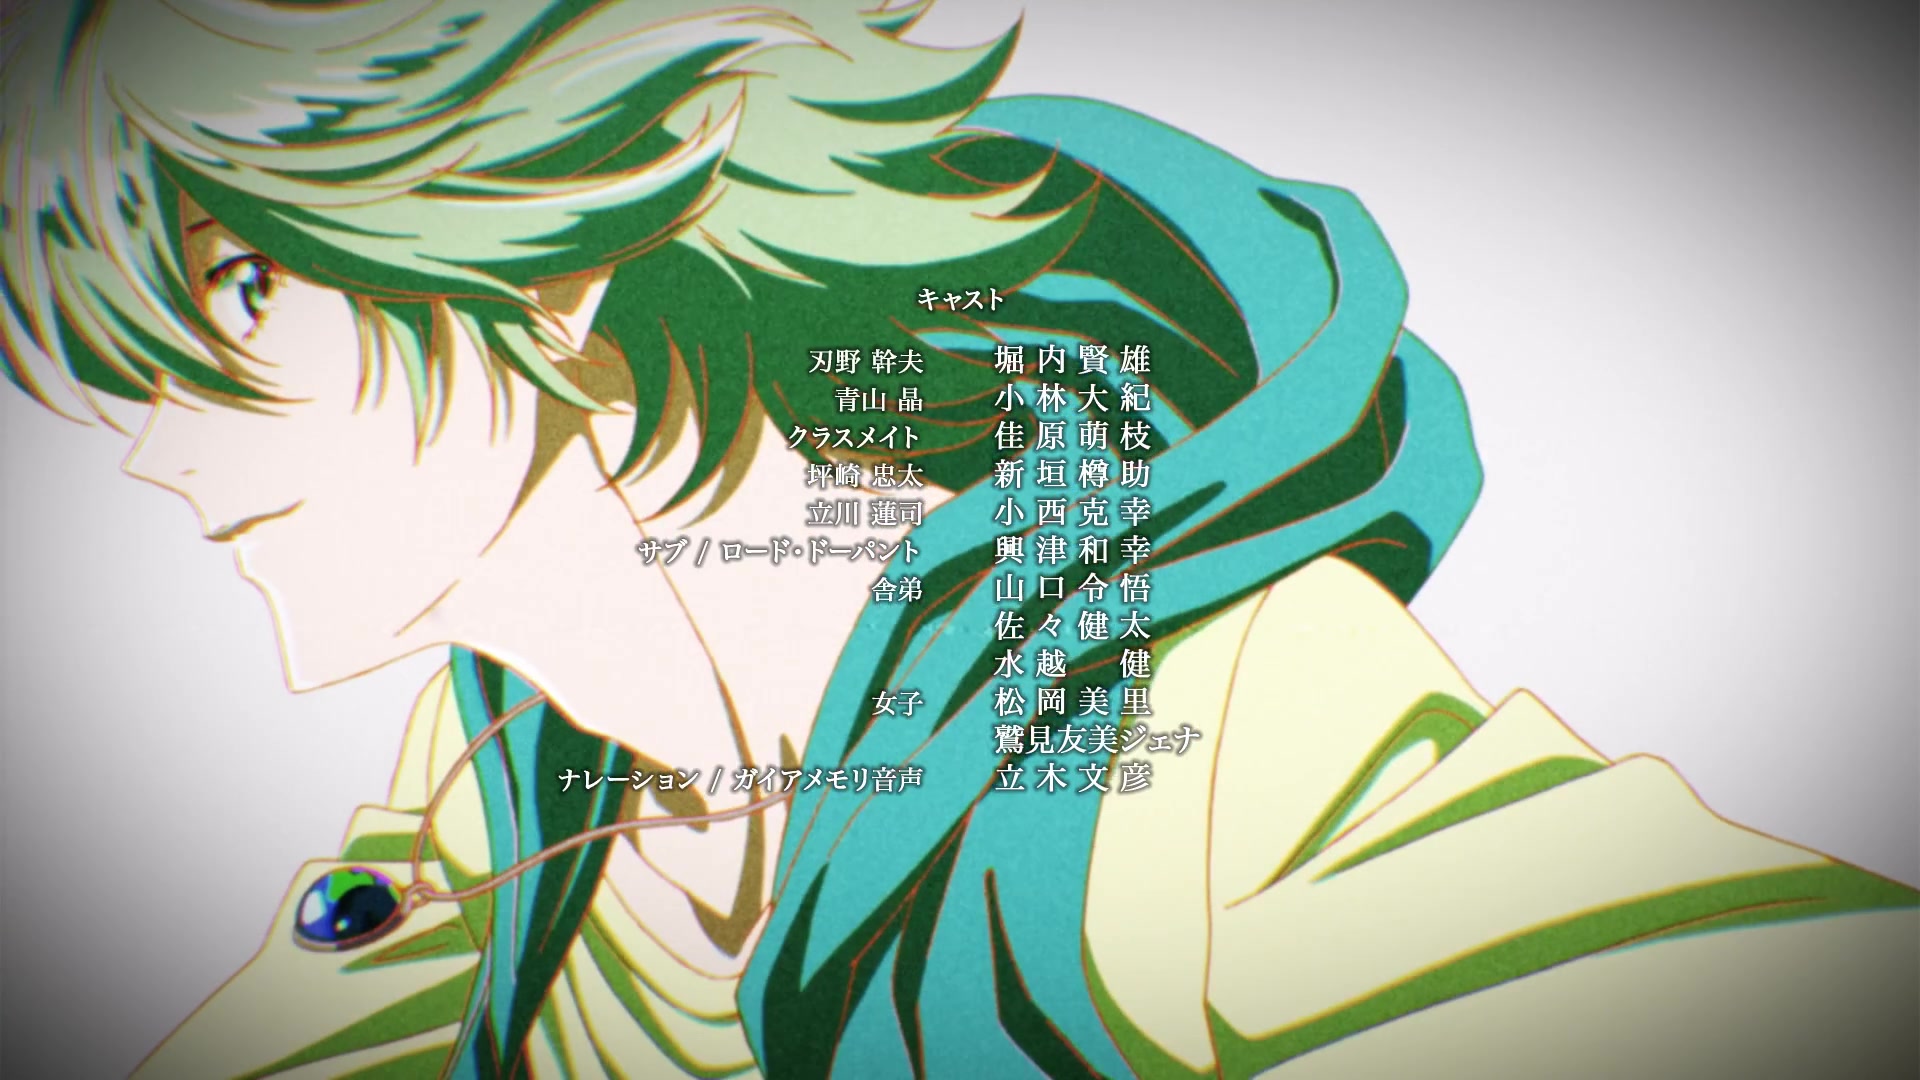 キャスト
刃野 幹夫 堀内賢雄
青山 晶 小林大紀
クラスメイト 佳原萌枝
坪崎 忠太 新垣樽助
立川 蓮司 小西克幸
サブ / ロード・ドーパント 興津和幸
舎弟 山口令悟
佐々健太
水越 健
女子 松岡美里
鷲見友美ジェナ
ナレーション / ガイアメモリ音声 立木文彦